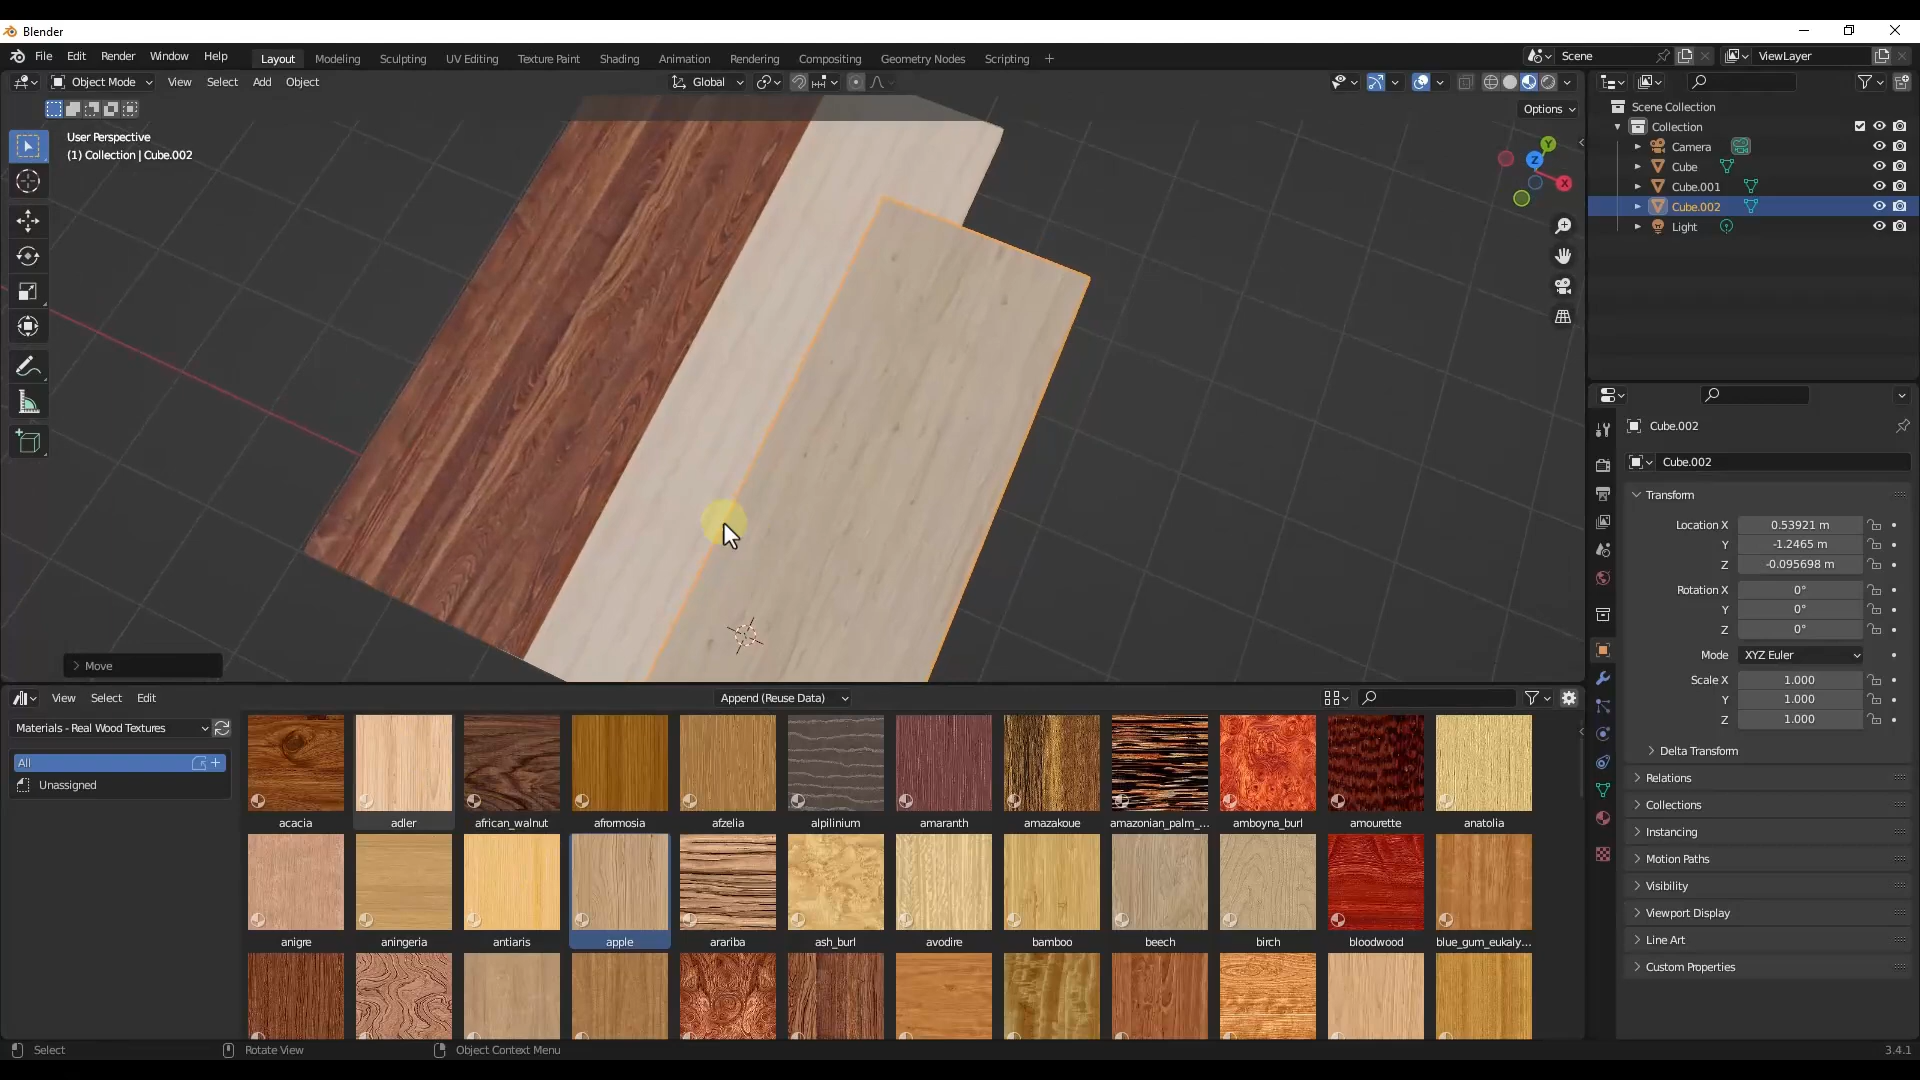 Blender
File Edit Render Window Help
Layout Modeling Sculpting UV Editing Texture Paint Shading Animation Rendering Compositing Geometry Nodes Scripting +
Scene
ViewLayer
Object Mode View Select Add Object
Global
Options
User Perspective
(1) Collection | Cube.002
Y
Z
X
Move
Scene Collection
Collection
Camera
Cube
Cube.001
Cube.002
Light
Cube.002
Cube.002
Transform
Location X 0.53921 m
Y -1.2465 m
Z -0.095698 m
Rotation X 0°
Y 0°
Z 0°
Mode XYZ Euler
Scale X 1.000
Y 1.000
Z 1.000
Delta Transform
Relations
Collections
Instancing
Motion Paths
Visibility
Viewport Display
Line Art
Custom Properties
View Select Edit
Append (Reuse Data)
Materials - Real Wood Textures
All
Unassigned
acacia adler african_walnut afrormosia afzelia alpilinium amaranth amazakoue amazonian_palm_... amboyna_burl amourette anatolia
anigre aningeria antiaris apple arariba ash_burl avodire bamboo beech birch bloodwood blue_gum_eukaly...
Select Rotate View Object Context Menu
3.4.1